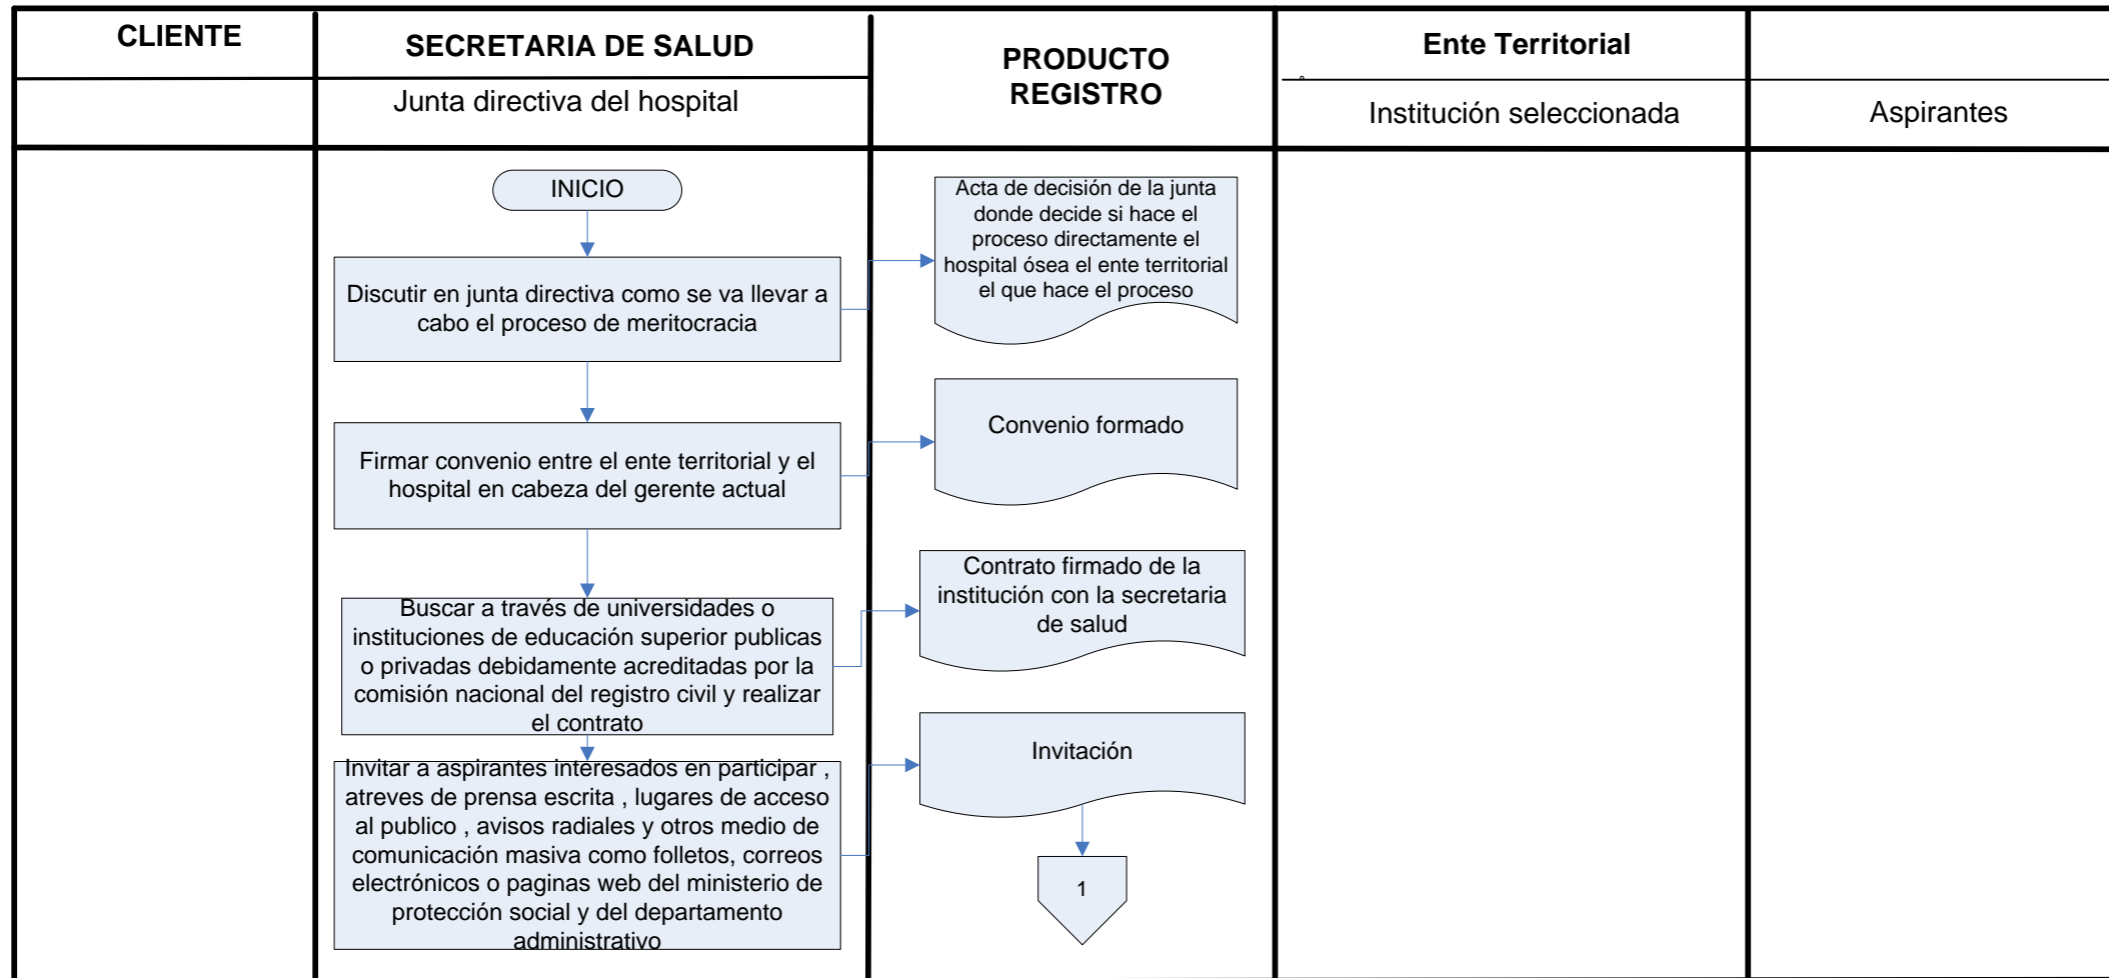 CLIENTE
SECRETARIA DE SALUD
PRODUCTO
REGISTRO
Ente Territorial
Junta directiva del hospital
Institución seleccionada
Aspirantes
INICIO
Discutir en junta directiva como se va llevar a
cabo el proceso de meritocracia
Acta de decisión de la junta
donde decide si hace el
proceso directamente el
hospital ósea el ente territorial
el que hace el proceso
Firmar convenio entre el ente territorial y el
hospital en cabeza del gerente actual
Convenio formado
Buscar a través de universidades o
instituciones de educación superior publicas
o privadas debidamente acreditadas por la
comisión nacional del registro civil y realizar
el contrato
Contrato firmado de la
institución con la secretaria
de salud
Invitar a aspirantes interesados en participar ,
atreves de prensa escrita , lugares de acceso
al publico , avisos radiales y otros medio de
comunicación masiva como folletos, correos
electrónicos o paginas web del ministerio de
protección social y del departamento
administrativo
Invitación
1